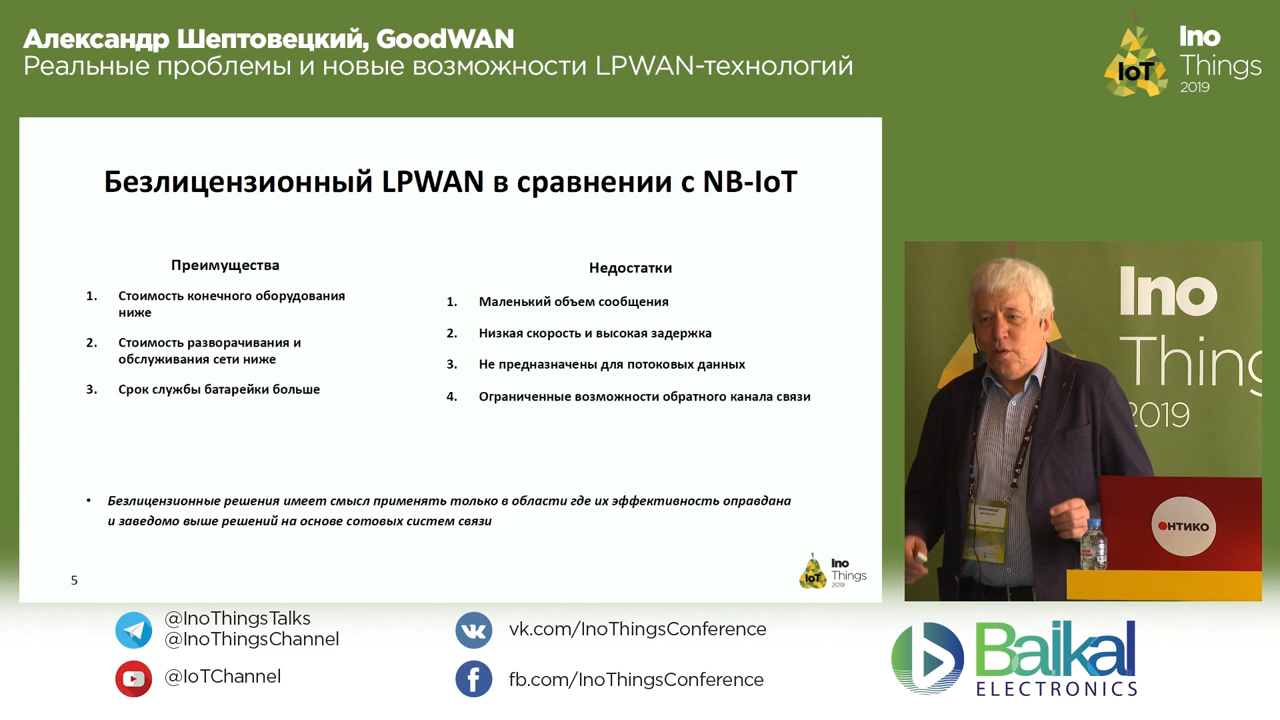 Александр Шептовецкий, GoodWAN
Реальные проблемы и новые возможности LPWAN-технологий
IoT
Ino
Things
2019
Безлицензионный LPWAN в сравнении с NB-IoT
Преимущества
1. Стоимость конечного оборудования
ниже
2. Стоимость разворачивания и
обслуживания сети ниже
3. Срок службы батарейки больше
Недостатки
1. Маленький объем сообщения
2. Низкая скорость и высокая задержка
3. Не предназначены для потоковых данных
4. Ограниченные возможности обратного канала связи
• Безлицензионные решения имеет смысл применять только в области где их эффективность оправдана
и заведомо выше решений на основе сотовых систем связи
5
IoT
Ino
Things
2019
Ino
Thing
2019
ОНТИКО
@InoThingsTalks
@InoThingsChannel
@IoTChannel
vk.com/InoThingsConference
fb.com/InoThingsConference
Baikal
ELECTRONICS